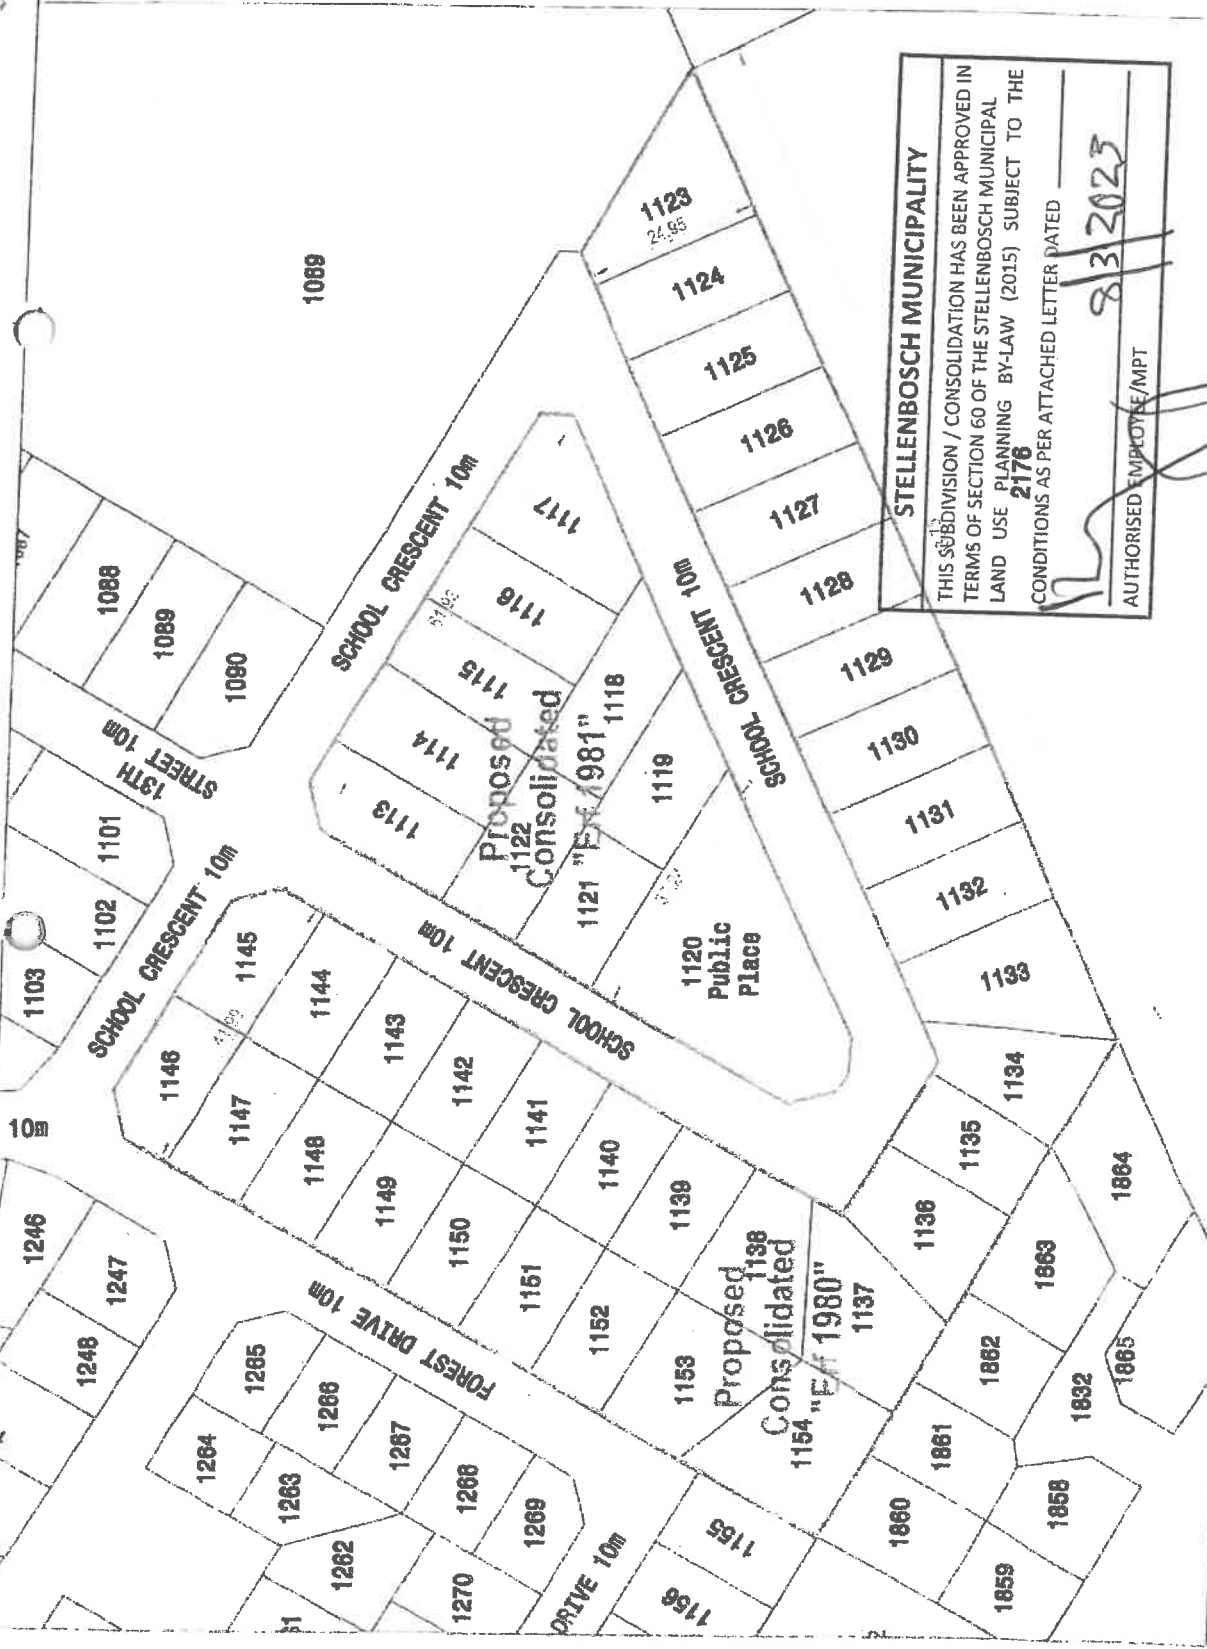 1089
STELLENBOSCH MUNICIPALITY
THIS SUBDIVISION / CONSOLIDATION HAS BEEN APPROVED IN
TERMS OF SECTION 60 OF THE STELLENBOSCH MUNICIPAL
LAND USE PLANNING BY-LAW (2015) SUBJECT TO THE
2176
CONDITIONS AS PER ATTACHED LETTER DATED
8/3/2023
AUTHORISED EMPLOYEE/MPT
1123
24,95
1124
1125
1126
1127
1128
1129
1130
1131
1132
1133
1134
1135
1136
1088
1089
1090
13TH
STREET 10m
SCHOOL CRESCENT 10m
1117
1116
1115
1114
1113
1118
1119
Proposed
1122
Consolidated
1121 "Erf 1981"
1120
Public
Place
SCHOOL CRESCENT 10m
SCHOOL CRESCENT 10m
SCHOOL CRESCENT 10m
SCHOOL CRESCENT 10m
SCHOOL CRESCENT 10m
1101
1102
1103
10m
1145
1144
1143
1142
1141
1140
1139
1138
1137
1146
1147
1148
1149
1150
1151
1152
1153
1154
Proposed
Consolidated
"Erf 1980"
FOREST DRIVE 10m
1246
1247
1248
1265
1266
1267
1268
1269
1264
1263
1262
1270
DRIVE 10m
1155
1156
1864
1863
1862
1861
1860
1865
1832
1858
1859